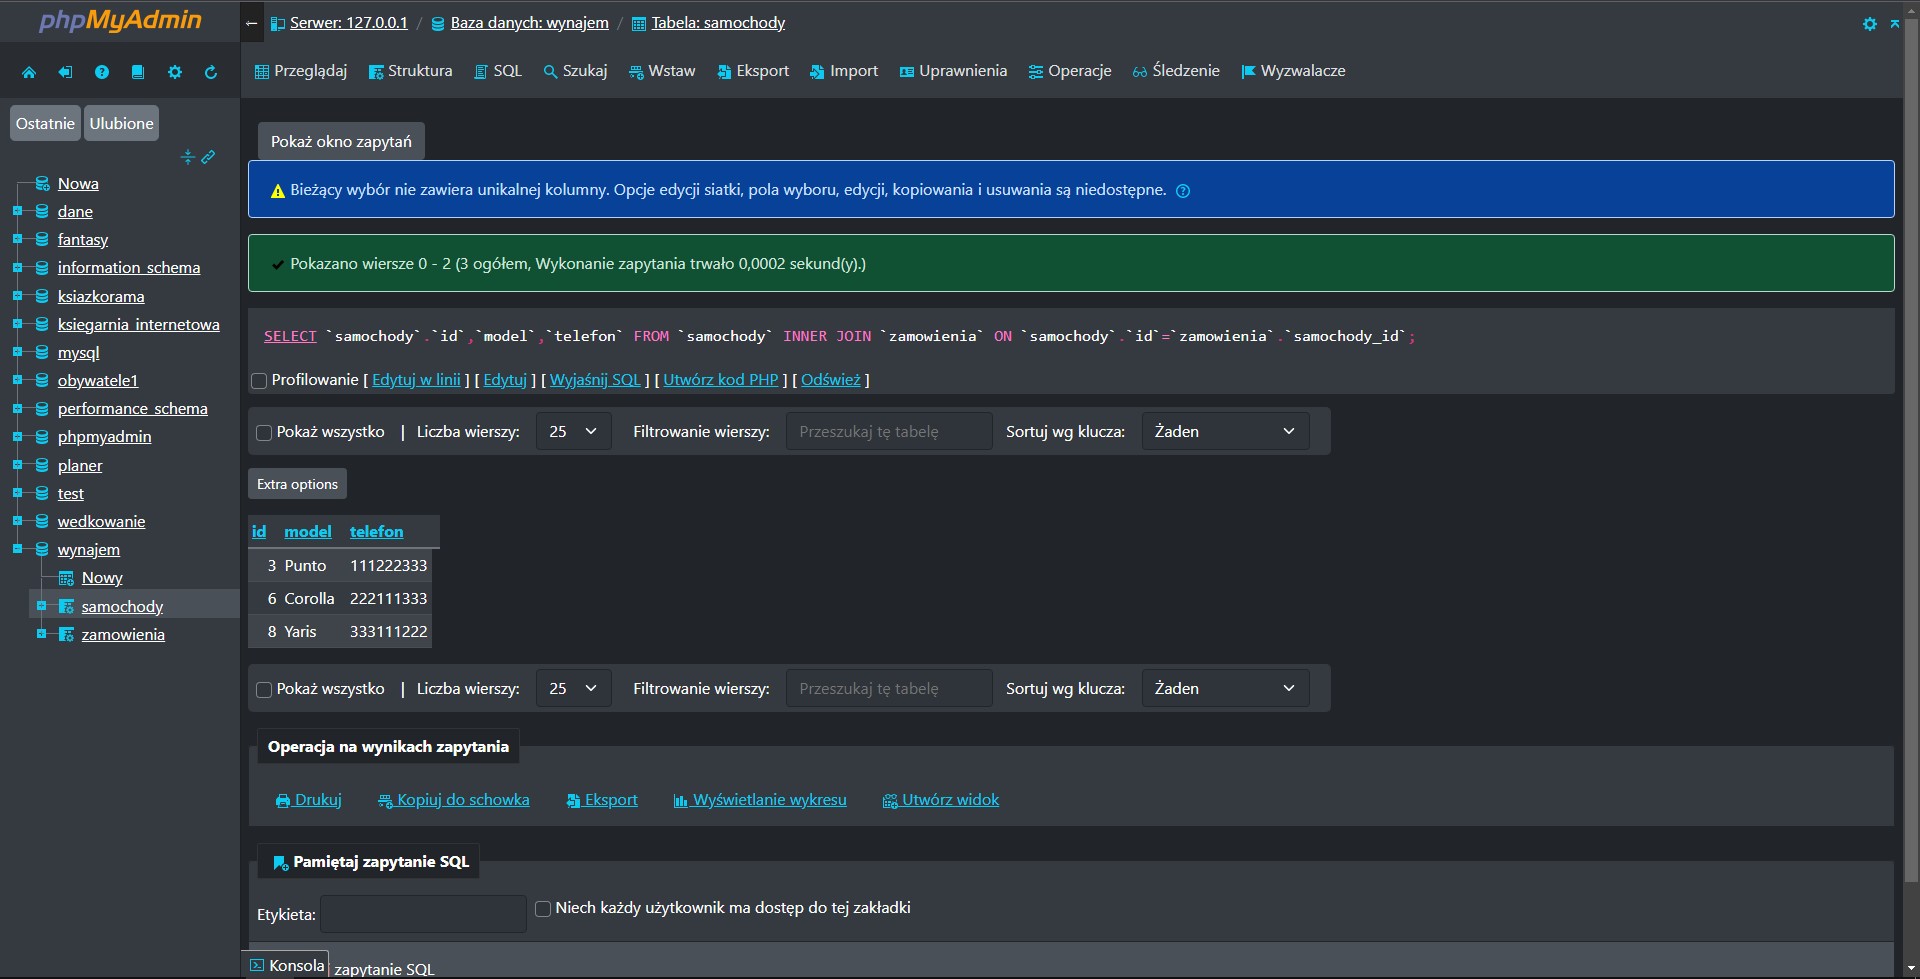 phpMyAdmin
Serwer: 127.0.0.1 / Baza danych: wynajem / Tabela: samochody
Przeglądaj Struktura SQL Szukaj Wstaw Eksport Import Uprawnienia Operacje Śledzenie Wyzwalacze
Ostatnie Ulubione
Nowa
dane
fantasy
information_schema
ksiazkorama
ksiegarnia_internetowa
mysql
obywatele1
performance_schema
phpmyadmin
planer
test
wedkowanie
wynajem
Nowy
samochody
zamowienia
Pokaż okno zapytań
Bieżący wybór nie zawiera unikalnej kolumny. Opcje edycji siatki, pola wyboru, edycji, kopiowania i usuwania są niedostępne.
Pokazano wiersze 0 - 2 (3 ogółem, Wykonanie zapytania trwało 0,0002 sekund(y).)
SELECT `samochody`.`id`,`model`,`telefon` FROM `samochody` INNER JOIN `zamowienia` ON `samochody`.`id`=`zamowienia`.`samochody_id`;
Profilowanie [ Edytuj w linii ] [ Edytuj ] [ Wyjaśnij SQL ] [ Utwórz kod PHP ] [ Odśwież ]
Pokaż wszystko | Liczba wierszy: 25 Filtrowanie wierszy: Przeszukaj tę tabelę Sortuj wg klucza: Żaden
Extra options
id model telefon
3 Punto 111222333
6 Corolla 222111333
8 Yaris 333111222
Pokaż wszystko | Liczba wierszy: 25 Filtrowanie wierszy: Przeszukaj tę tabelę Sortuj wg klucza: Żaden
Operacja na wynikach zapytania
Drukuj Kopiuj do schowka Eksport Wyświetlanie wykresu Utwórz widok
Pamiętaj zapytanie SQL
Etykieta: Niech każdy użytkownik ma dostęp do tej zakładki
Konsola zapytanie SQL